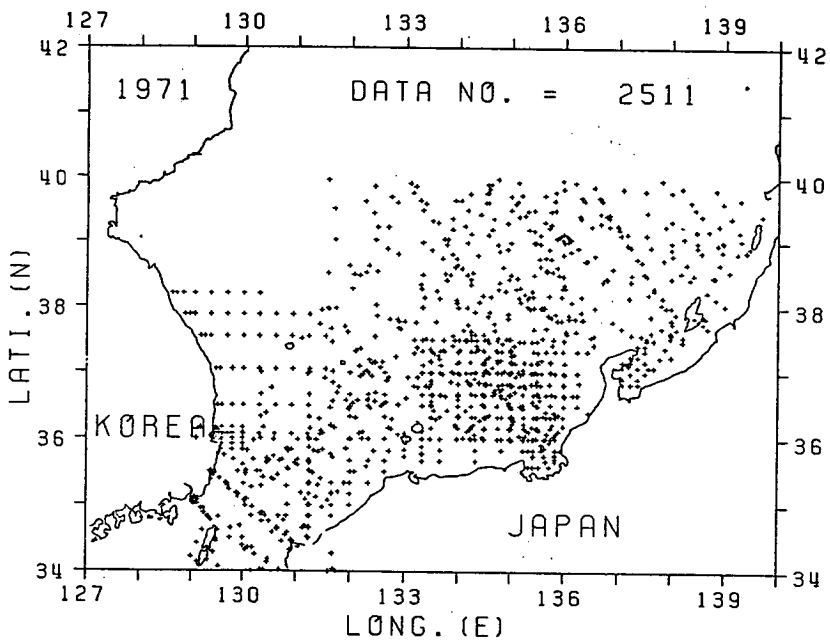 127 130 133 136 139
42 42
1971 DATA NO. = 2511
40 40
38 38
LATI. (N)
KOREA
36 36
JAPAN
34 34
127 130 133 136 139
LONG. (E)